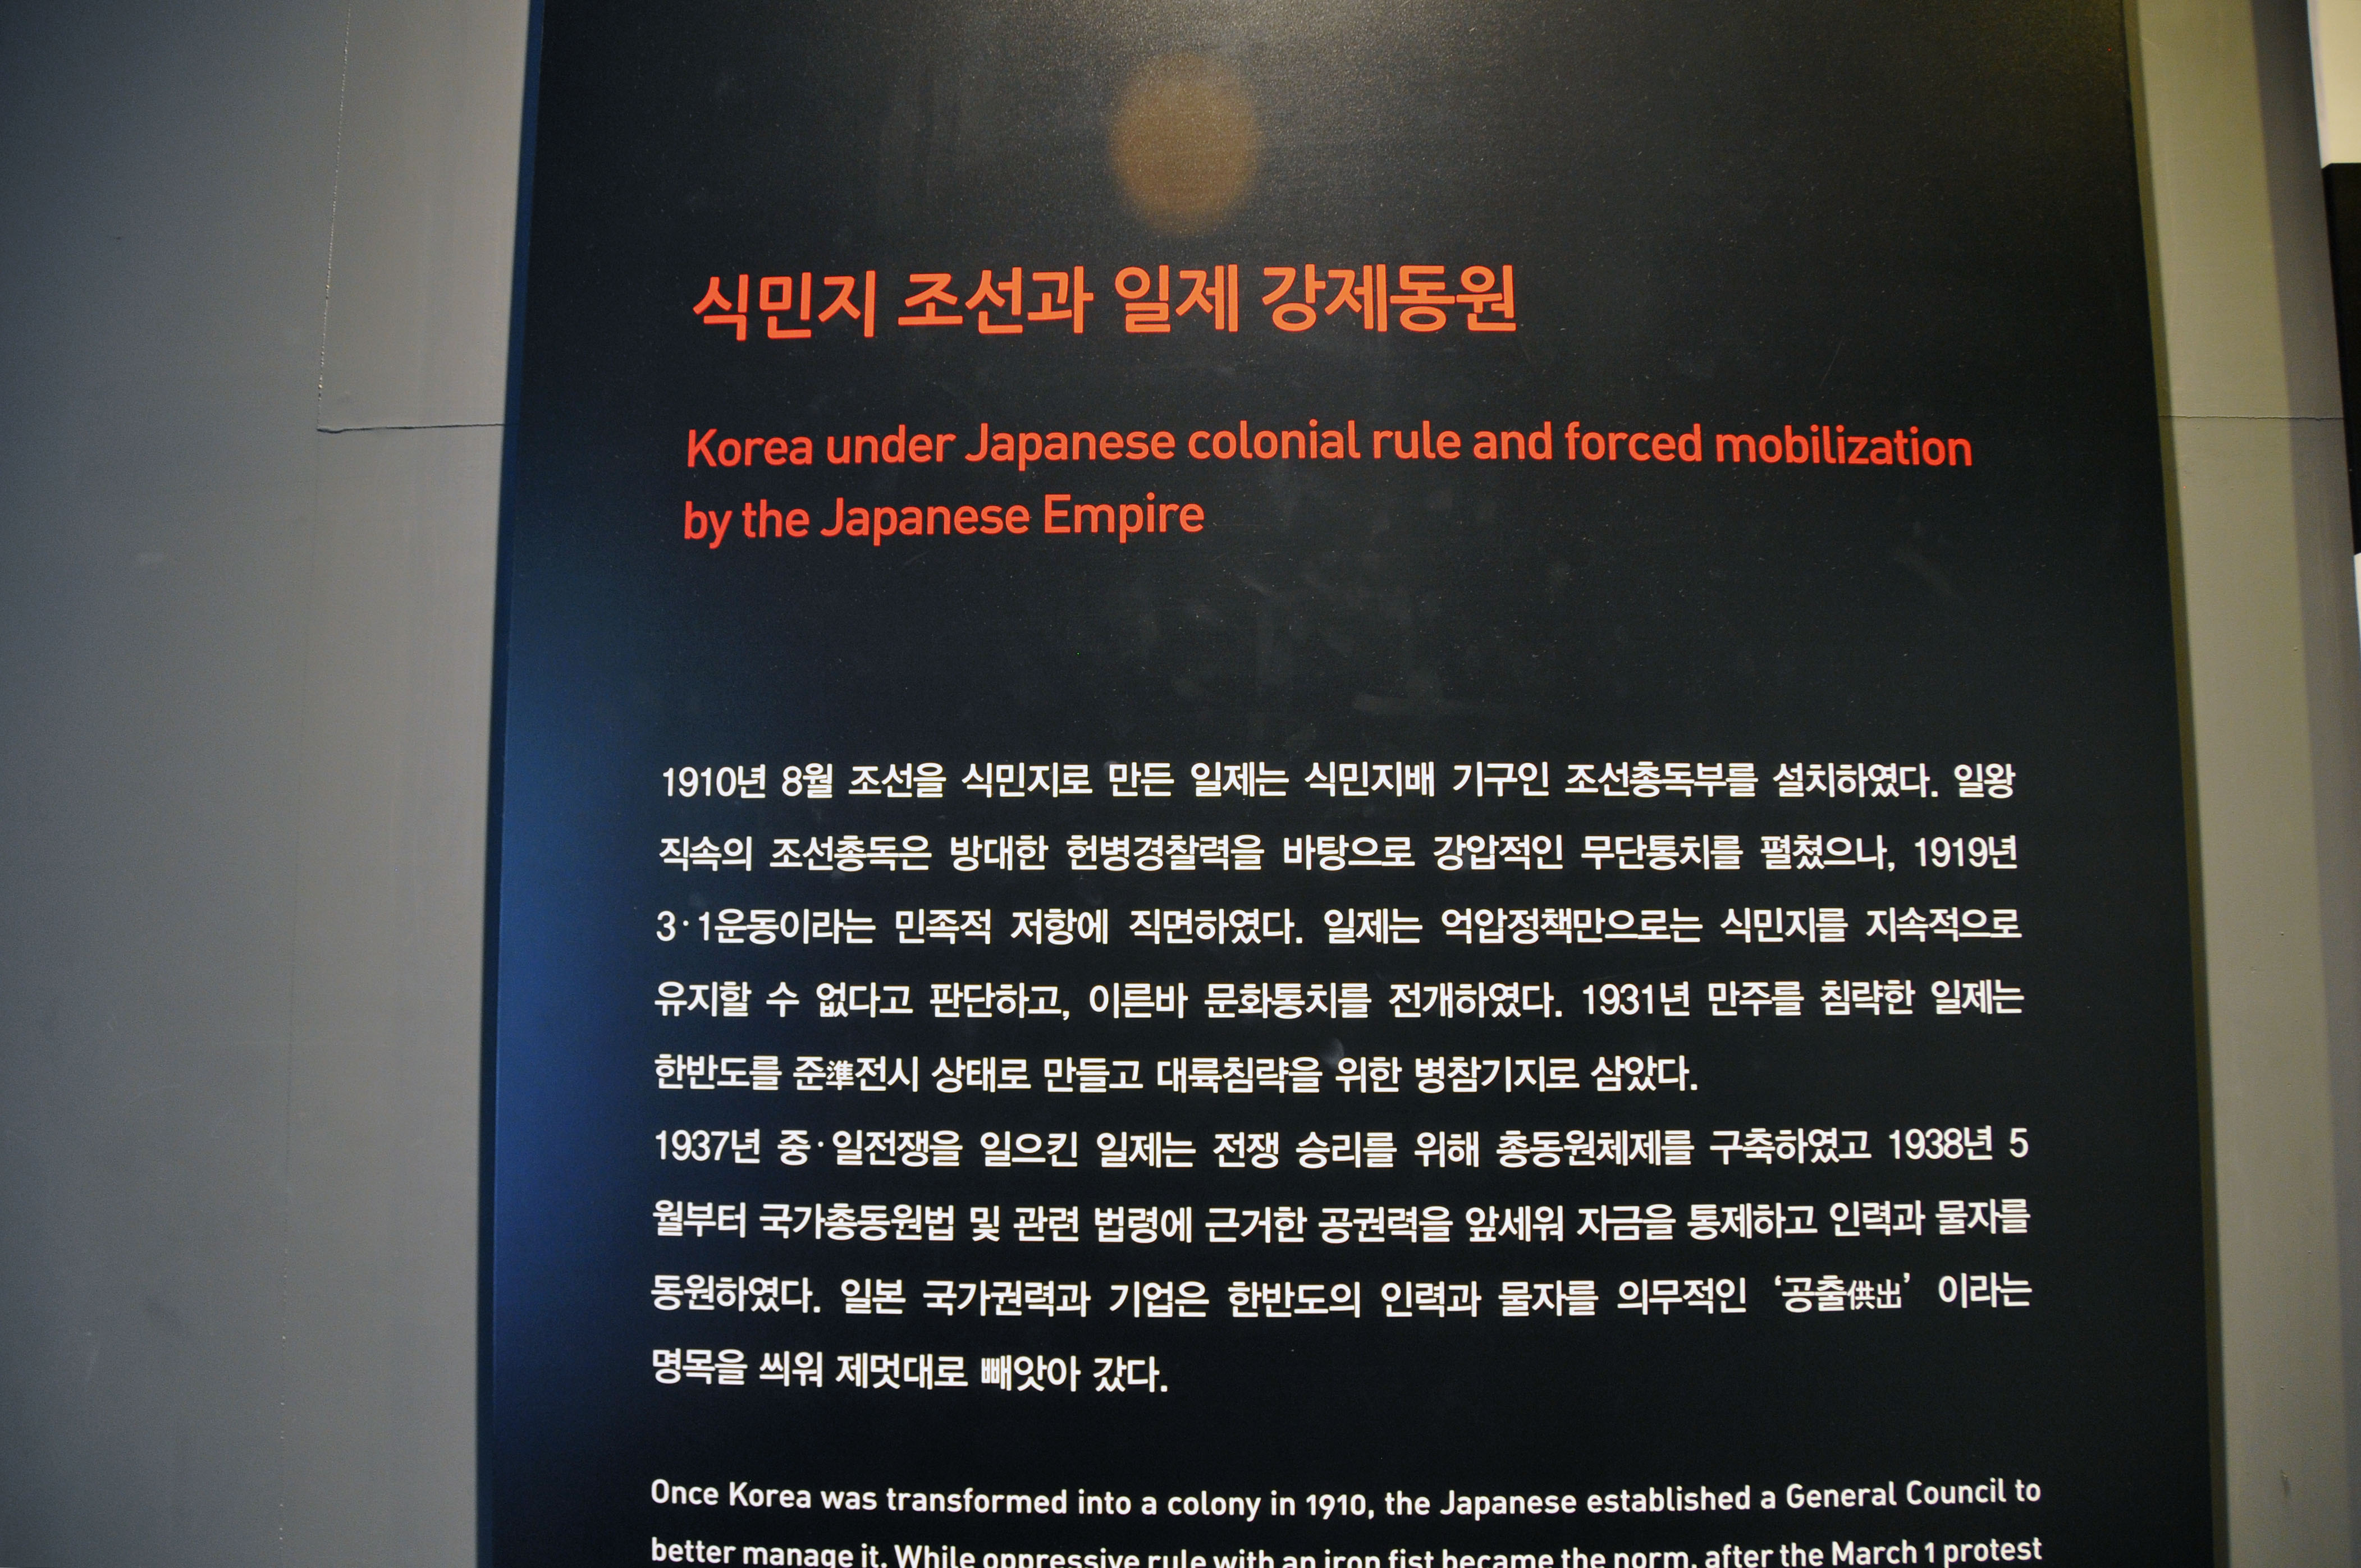 식민지 조선과 일제 강제동원
Korea under Japanese colonial rule and forced mobilization
by the Japanese Empire
1910년 8월 조선을 식민지로 만든 일제는 식민지배 기구인 조선총독부를 설치하였다. 일왕
직속의 조선총독은 방대한 헌병경찰력을 바탕으로 강압적인 무단통치를 펼쳤으나, 1919년
3·1운동이라는 민족적 저항에 직면하였다. 일제는 억압정책만으로는 식민지를 지속적으로
유지할 수 없다고 판단하고, 이른바 문화통치를 전개하였다. 1931년 만주를 침략한 일제는
한반도를 준準전시 상태로 만들고 대륙침략을 위한 병참기지로 삼았다.
1937년 중·일전쟁을 일으킨 일제는 전쟁 승리를 위해 총동원체제를 구축하였고 1938년 5
월부터 국가총동원법 및 관련 법령에 근거한 공권력을 앞세워 자금을 통제하고 인력과 물자를
동원하였다. 일본 국가권력과 기업은 한반도의 인력과 물자를 의무적인 ‘공출供出’ 이라는
명목을 씌워 제멋대로 빼앗아 갔다.
Once Korea was transformed into a colony in 1910, the Japanese established a General Council to
better manage it. While oppressive rule with an iron fist became the norm, after the March 1 protest